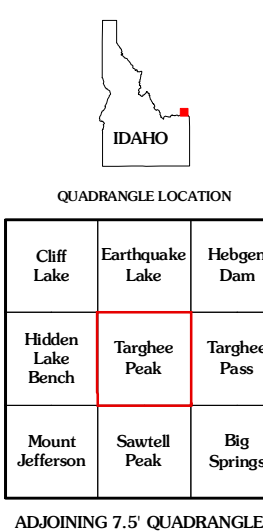 IDAHO
QUADRANGLE LOCATION
Cliff
Lake
Earthquake
Lake
Hebgen
Dam
Hidden
Lake
Bench
Targhee
Peak
Targhee
Pass
Mount
Jefferson
Sawtell
Peak
Big
Springs
ADJOINING 7.5' QUADRANGLE